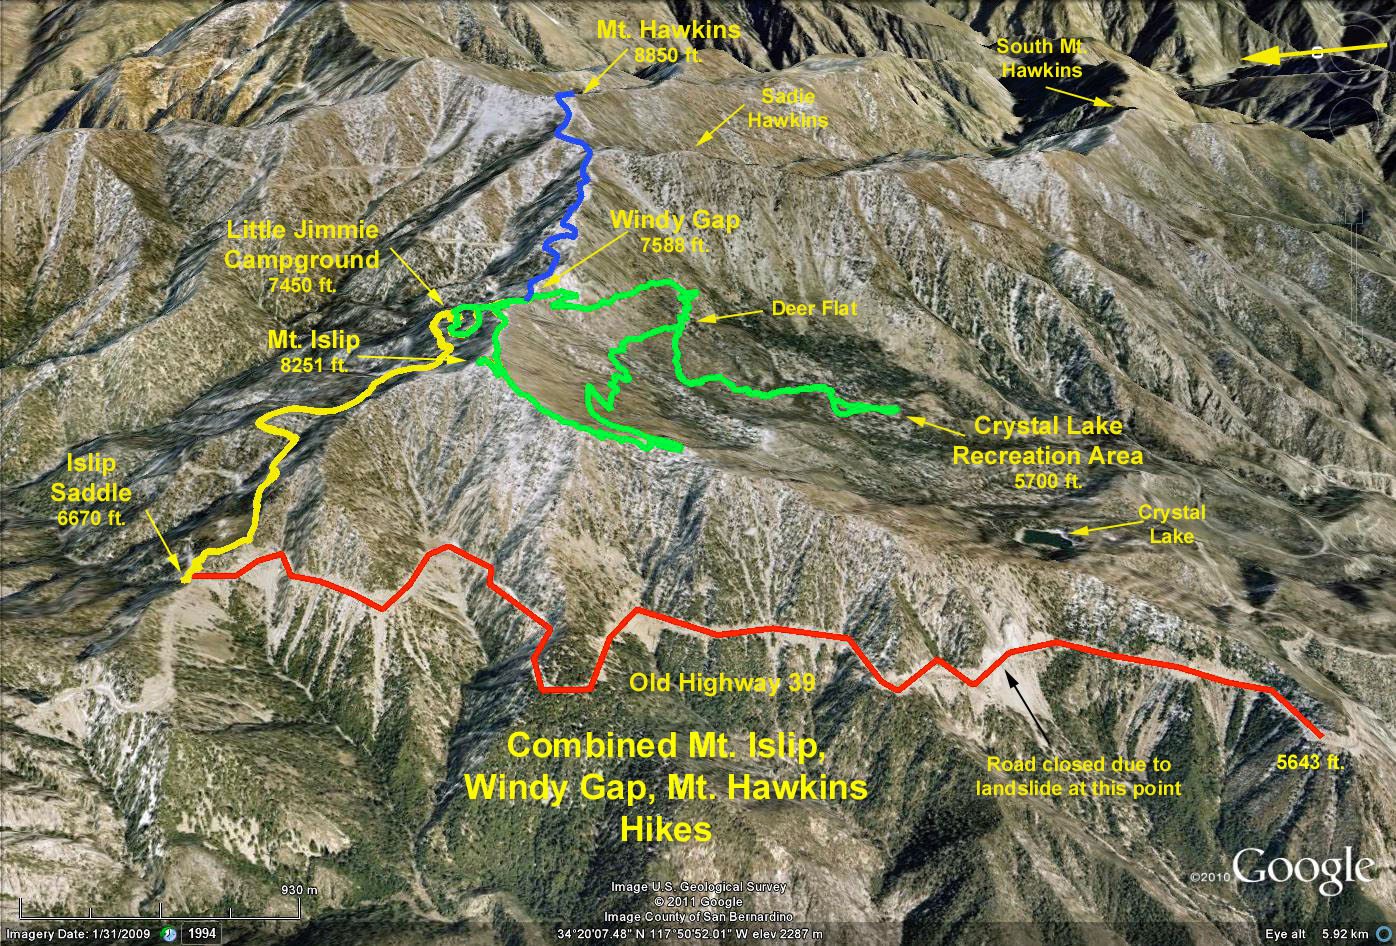 Mt. Hawkins
8850 ft.
South Mt.
Hawkins
Sadie
Hawkins
Windy Gap
7588 ft.
Little Jimmie
Campground
7450 ft.
Deer Flat
Mt. Islip
8251 ft.
Crystal Lake
Recreation Area
5700 ft.
Islip
Saddle
6670 ft.
Crystal
Lake
Old Highway 39
Combined Mt. Islip,
Windy Gap, Mt. Hawkins
Hikes
Road closed due to
landslide at this point
5643 ft.
©2010 Google
930 m
Image U.S. Geological Survey
© 2011 Google
Image County of San Bernardino
Imagery Date: 1/31/2009 1994
34°20'07.48" N 117°50'52.01" W elev 2287 m
Eye alt 5.92 km